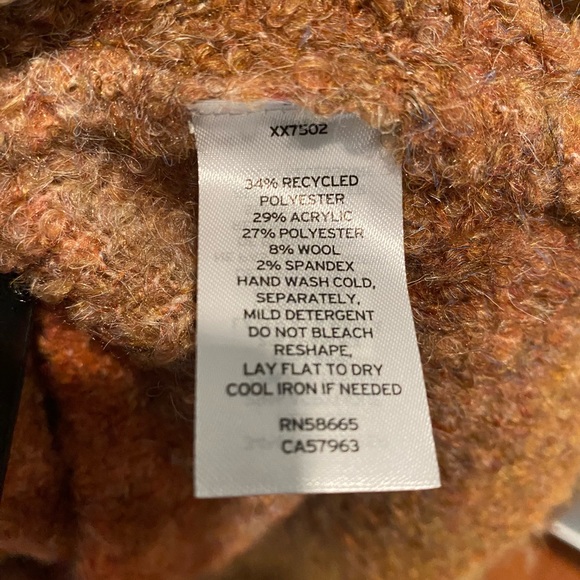 XX7502
34% RECYCLED
POLYESTER
29% ACRYLIC
27% POLYESTER
8% WOOL
2% SPANDEX
HAND WASH COLD,
SEPARATELY,
MILD DETERGENT
DO NOT BLEACH
RESHAPE,
LAY FLAT TO DRY
COOL IRON IF NEEDED
RN58665
CA57963